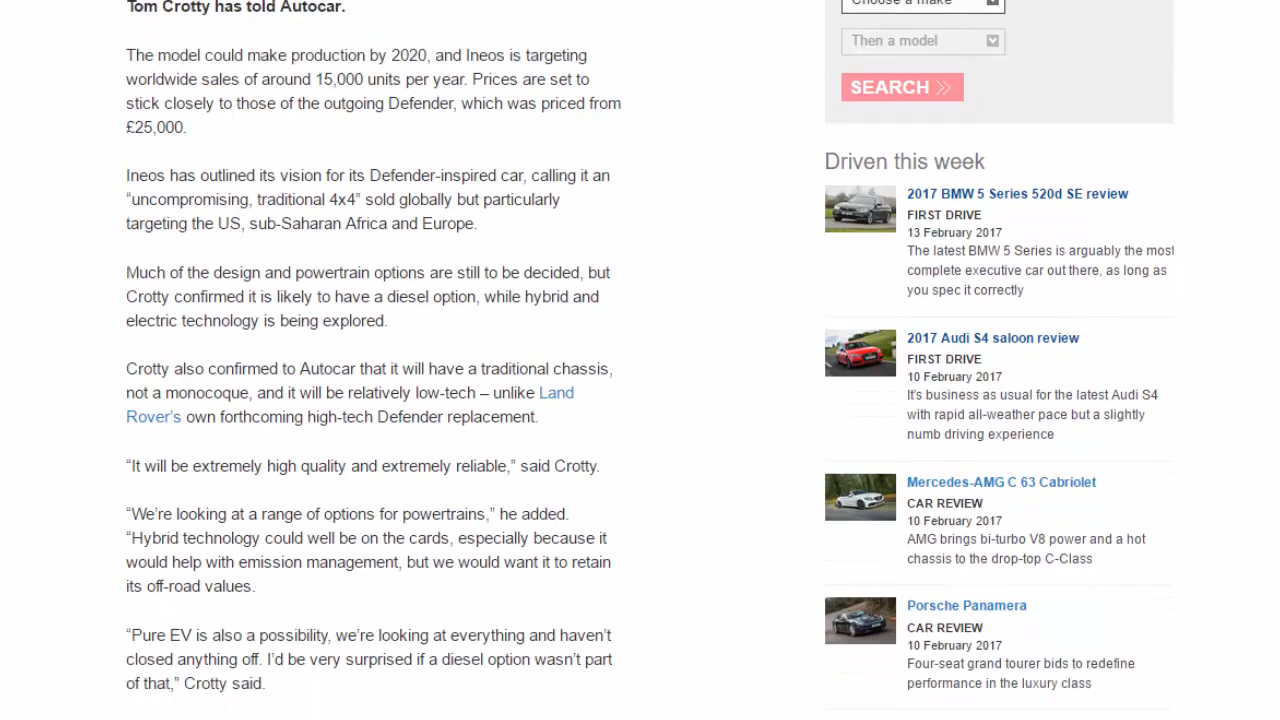 Tom Crotty has told Autocar.
The model could make production by 2020, and Ineos is targeting
worldwide sales of around 15,000 units per year. Prices are set to
stick closely to those of the outgoing Defender, which was priced from
£25,000.
Ineos has outlined its vision for its Defender-inspired car, calling it an
“uncompromising, traditional 4x4” sold globally but particularly
targeting the US, sub-Saharan Africa and Europe.
Much of the design and powertrain options are still to be decided, but
Crotty confirmed it is likely to have a diesel option, while hybrid and
electric technology is being explored.
Crotty also confirmed to Autocar that it will have a traditional chassis,
not a monocoque, and it will be relatively low-tech – unlike Land
Rover’s own forthcoming high-tech Defender replacement.
“It will be extremely high quality and extremely reliable,” said Crotty.
“We’re looking at a range of options for powertrains,” he added.
“Hybrid technology could well be on the cards, especially because it
would help with emission management, but we would want it to retain
its off-road values.
“Pure EV is also a possibility, we’re looking at everything and haven’t
closed anything off. I’d be very surprised if a diesel option wasn’t part
of that,” Crotty said.
Choose a make
Then a model
SEARCH
Driven this week
2017 BMW 5 Series 520d SE review
FIRST DRIVE
13 February 2017
The latest BMW 5 Series is arguably the most
complete executive car out there, as long as
you spec it correctly
2017 Audi S4 saloon review
FIRST DRIVE
10 February 2017
It’s business as usual for the latest Audi S4
with rapid all-weather pace but a slightly
numb driving experience
Mercedes-AMG C 63 Cabriolet
CAR REVIEW
10 February 2017
AMG brings bi-turbo V8 power and a hot
chassis to the drop-top C-Class
Porsche Panamera
CAR REVIEW
10 February 2017
Four-seat grand tourer bids to redefine
performance in the luxury class